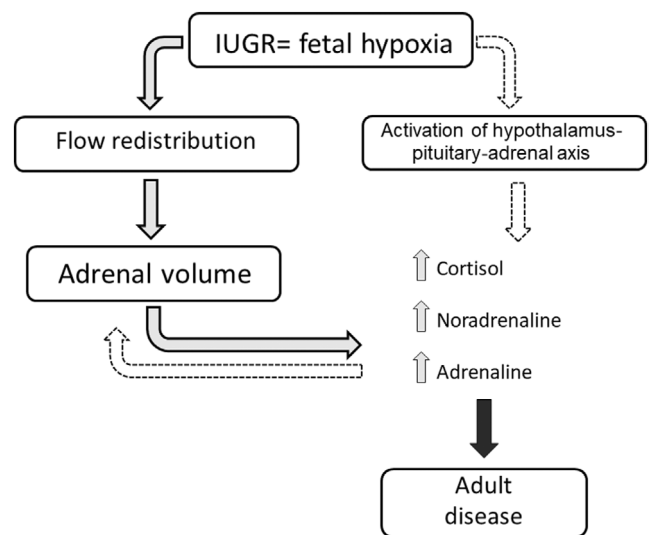 IUGR= fetal hypoxia
Flow redistribution
Activation of hypothalamus-
pituitary-adrenal axis
Adrenal volume
Cortisol
Noradrenaline
Adrenaline
Adult
disease